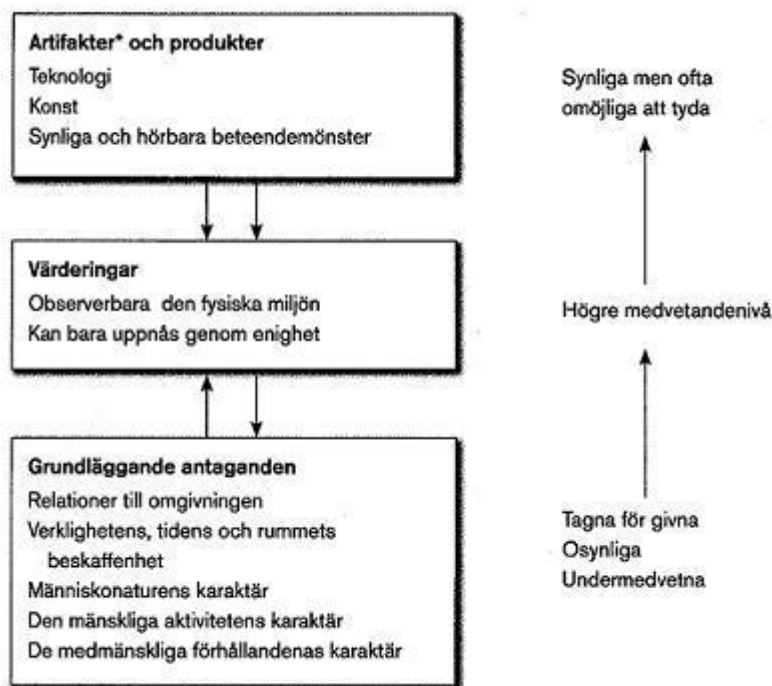 Artifakter* och produkter
Teknologi
Konst
Synliga och hörbara beteendemönster
Synliga men ofta
omöjliga att tyda
Värderingar
Observerbara den fysiska miljön
Kan bara uppnås genom enighet
Högre medvetandenivå
Grundläggande antaganden
Relationer till omgivningen
Verklighetens, tidens och rummets
beskaffenhet
Människonaturens karaktär
Den mänskliga aktivitetens karaktär
De medmänskliga förhållandenas karaktär
Tagna för givna
Osynliga
Undermedvetna